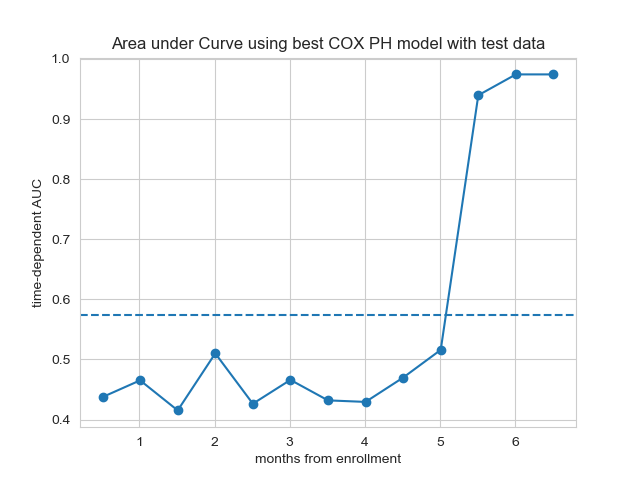 Area under Curve using best COX PH model with test data
time-dependent AUC
1.0
0.9
0.8
0.7
0.6
0.5
0.4
1 2 3 4 5 6
months from enrollment